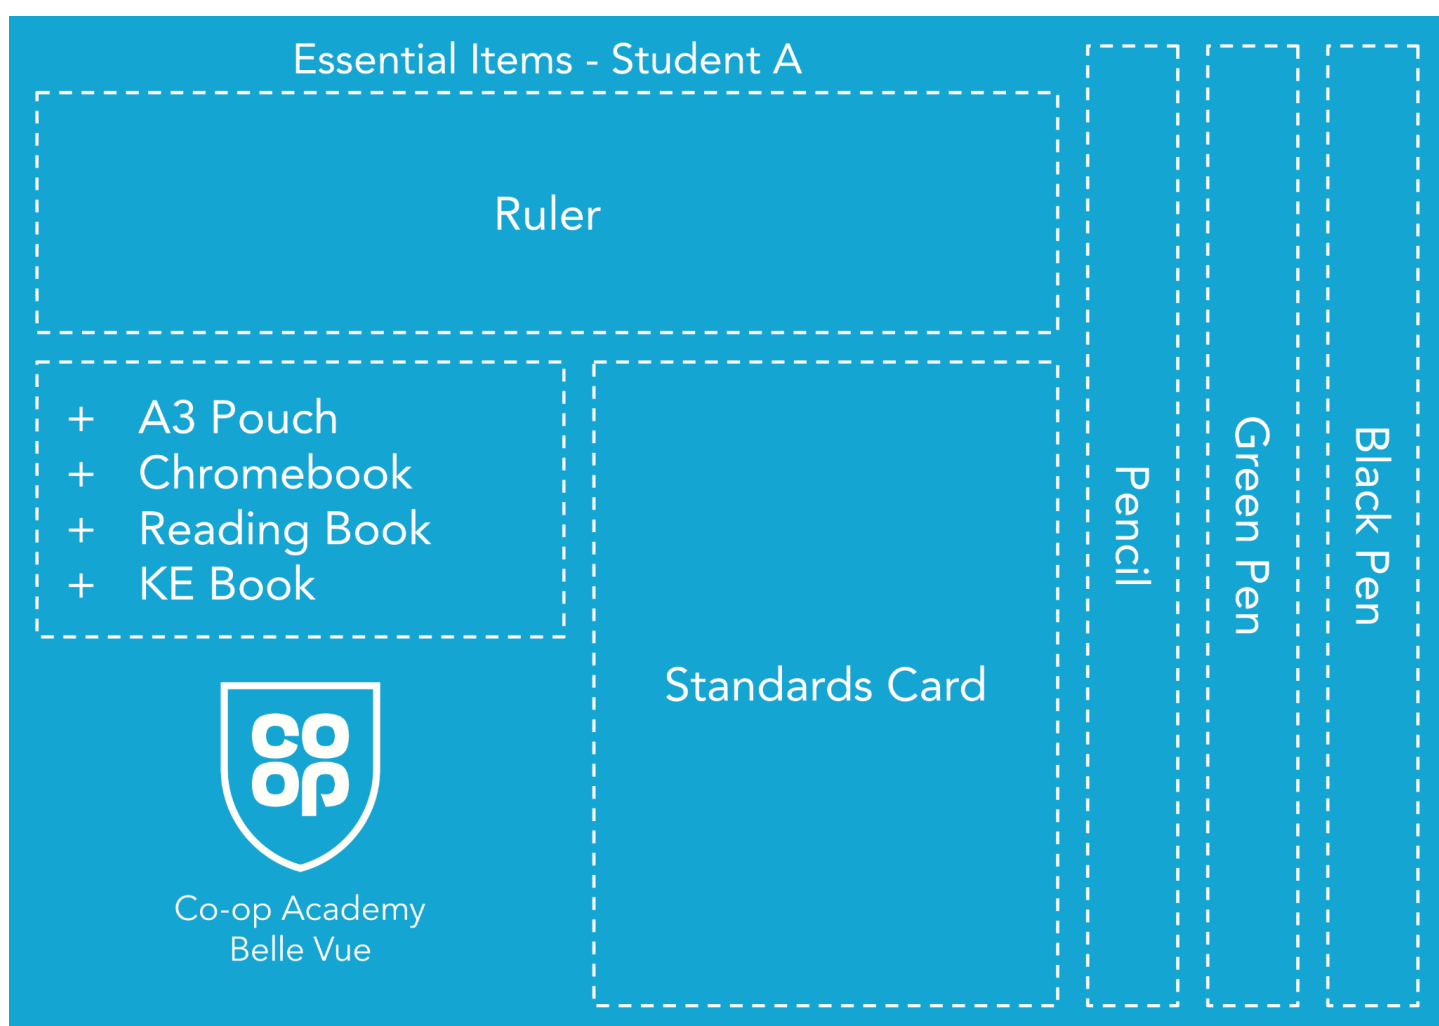 Essential Items - Student A
Ruler
+ A3 Pouch
+ Chromebook
+ Reading Book
+ KE Book
Standards Card
Pencil
Green Pen
Black Pen
co
op
Co-op Academy
Belle Vue